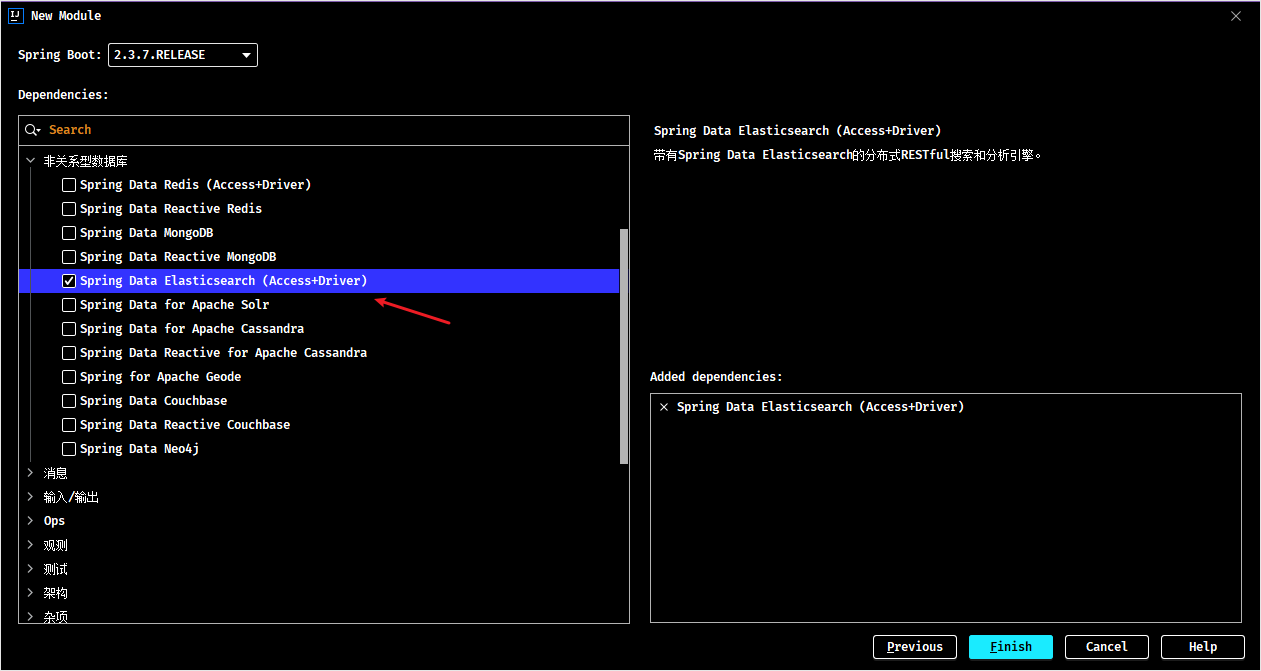 New Module
Spring Boot: 2.3.7.RELEASE
Dependencies:
Search
非关系型数据库
Spring Data Redis (Access+Driver)
Spring Data Reactive Redis
Spring Data MongoDB
Spring Data Reactive MongoDB
Spring Data Elasticsearch (Access+Driver)
Spring Data for Apache Solr
Spring Data for Apache Cassandra
Spring Data Reactive for Apache Cassandra
Spring for Apache Geode
Spring Data Couchbase
Spring Data Reactive Couchbase
Spring Data Neo4j
消息
输入/输出
Ops
观测
测试
架构
杂项
Spring Data Elasticsearch (Access+Driver)
带有Spring Data Elasticsearch的分布式RESTful搜索和分析引擎。
Added dependencies:
× Spring Data Elasticsearch (Access+Driver)
Previous Finish Cancel Help